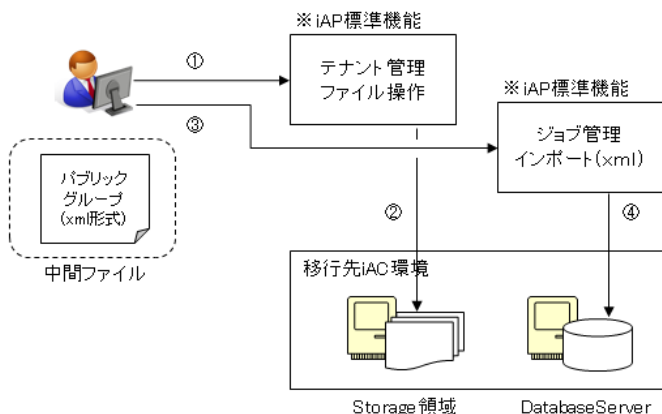 ※iAP標準機能
①
テナント管理
ファイル操作
※iAP標準機能
③
ジョブ管理
インポート(xml)
パブリック
グループ
(xml形式)
②
④
中間ファイル
移行先iAC環境
Storage領域
DatabaseServer